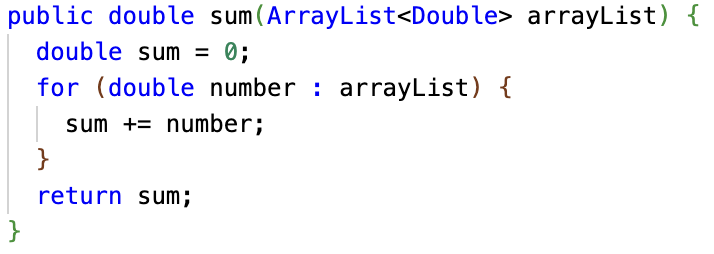 public double sum(ArrayList<Double> arrayList) {
  double sum = 0;
  for (double number : arrayList) {
    sum += number;
  }
  return sum;
}